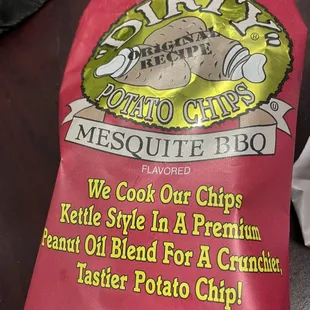 "DIRTY"
ORIGINAL
RECIPE
POTATO CHIPS
MESQUITE BBQ
FLAVORED
We Cook Our Chips
Kettle Style In A Premium
Peanut Oil Blend For A Crunchier,
Tastier Potato Chip!